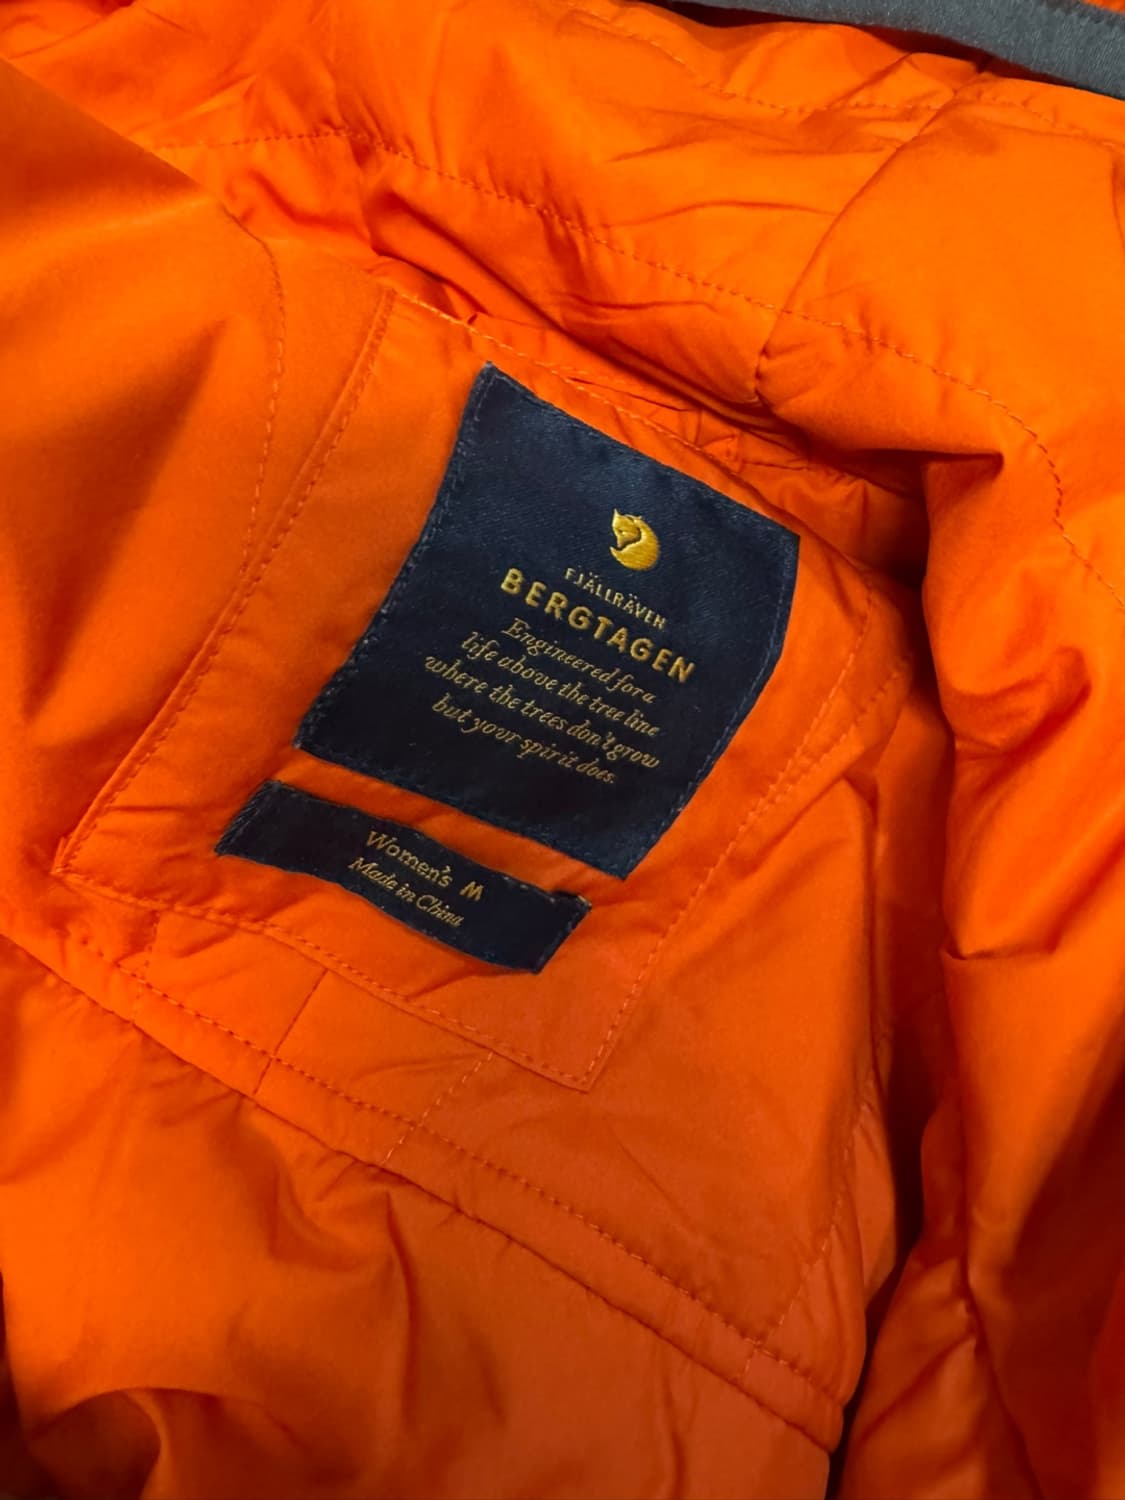 FJÄLLRÄVEN
BERGTAGEN
Engineered for a
life above the tree line
where the trees don't grow
but your spirit does.
Women's M
Made in China